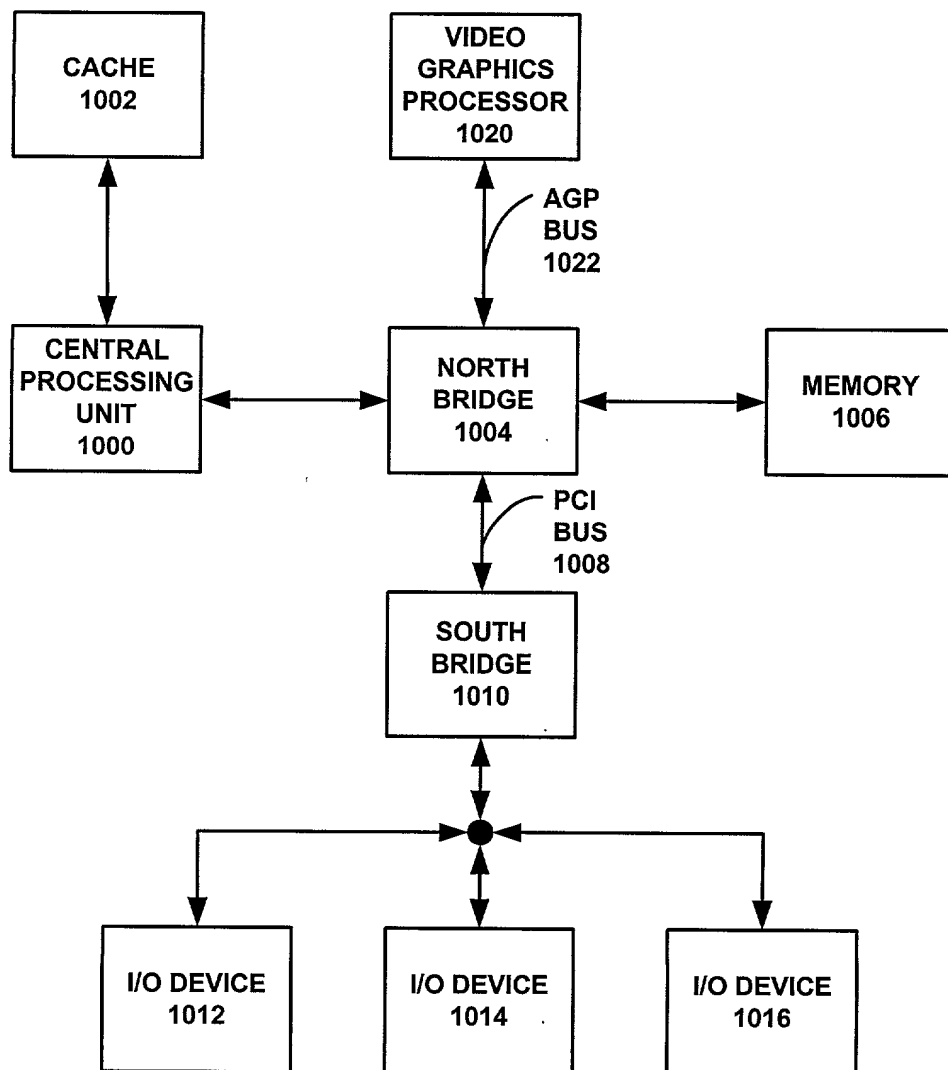 CACHE
1002
VIDEO
GRAPHICS
PROCESSOR
1020
AGP
BUS
1022
CENTRAL
PROCESSING
UNIT
1000
NORTH
BRIDGE
1004
MEMORY
1006
PCI
BUS
1008
SOUTH
BRIDGE
1010
I/O DEVICE
1012
I/O DEVICE
1014
I/O DEVICE
1016